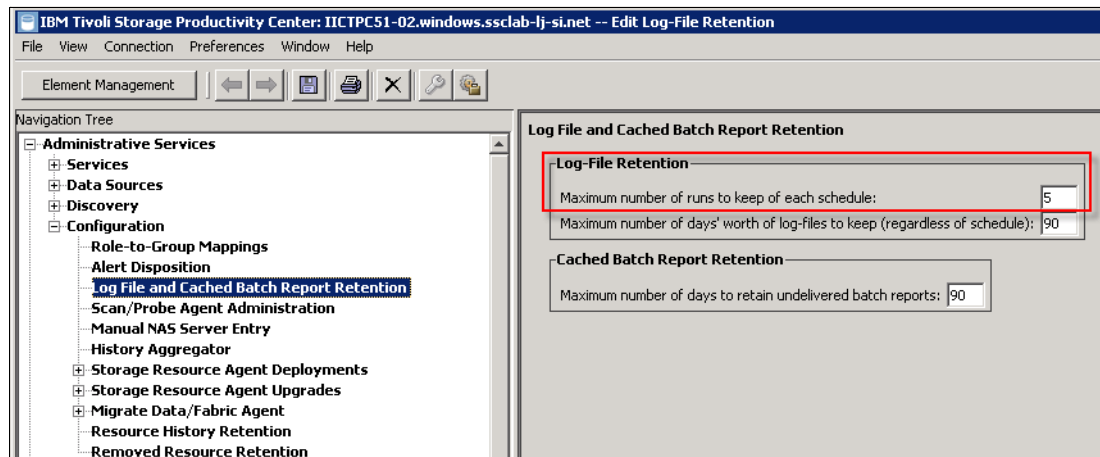 IBM Tivoli Storage Productivity Center: IICTPC51-02.windows.ssclab-lj-si.net -- Edit Log-File Retention
File View Connection Preferences Window Help
Element Management
Navigation Tree
Administrative Services
Services
Data Sources
Discovery
Configuration
Role-to-Group Mappings
Alert Disposition
Log File and Cached Batch Report Retention
Scan/Probe Agent Administration
Manual NAS Server Entry
History Aggregator
Storage Resource Agent Deployments
Storage Resource Agent Upgrades
Migrate Data/Fabric Agent
Resource History Retention
Removed Resource Retention
Log File and Cached Batch Report Retention
Log-File Retention
Maximum number of runs to keep of each schedule: 5
Maximum number of days' worth of log-files to keep (regardless of schedule): 90
Cached Batch Report Retention
Maximum number of days to retain undelivered batch reports: 90